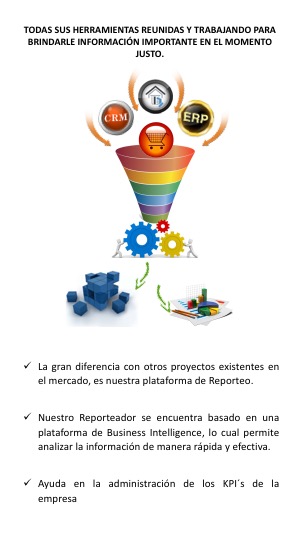 TODAS SUS HERRAMIENTAS REUNIDAS Y TRABAJANDO PARA
BRINDARLE INFORMACIÓN IMPORTANTE EN EL MOMENTO
JUSTO.
CRM
ERP
✓ La gran diferencia con otros proyectos existentes en
el mercado, es nuestra plataforma de Reporteo.
✓ Nuestro Reporteador se encuentra basado en una
plataforma de Business Intelligence, lo cual permite
analizar la información de manera rápida y efectiva.
✓ Ayuda en la administración de los KPI´s de la
empresa